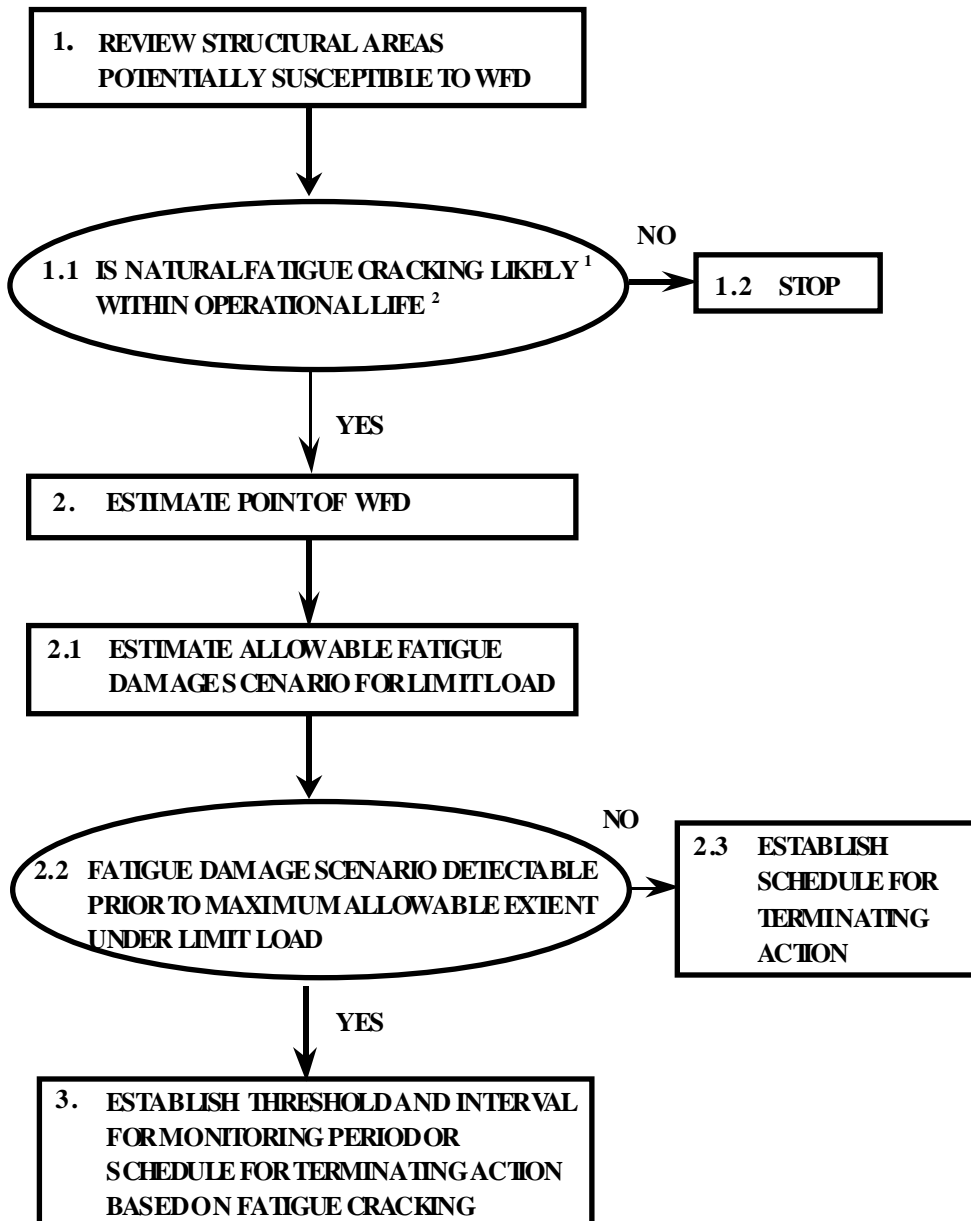 1. REVIEW STRUCTURAL AREAS
POTENTIALLY SUSCEPTIBLE TO WFD
1.1 IS NATURAL FATIGUE CRACKING LIKELY 1
WITHIN OPERATIONAL LIFE 2
NO
1.2 STOP
YES
2. ESTIMATE POINT OF WFD
2.1 ESTIMATE ALLOWABLE FATIGUE
DAMAGE SCENARIO FOR LIMIT LOAD
2.2 FATIGUE DAMAGE SCENARIO DETECTABLE
PRIOR TO MAXIMUM ALLOWABLE EXTENT
UNDER LIMIT LOAD
NO
2.3 ESTABLISH
SCHEDULE FOR
TERMINATING
ACTION
YES
3. ESTABLISH THRESHOLD AND INTERVAL
FOR MONITORING PERIOD OR
SCHEDULE FOR TERMINATING ACTION
BASED ON FATIGUE CRACKING